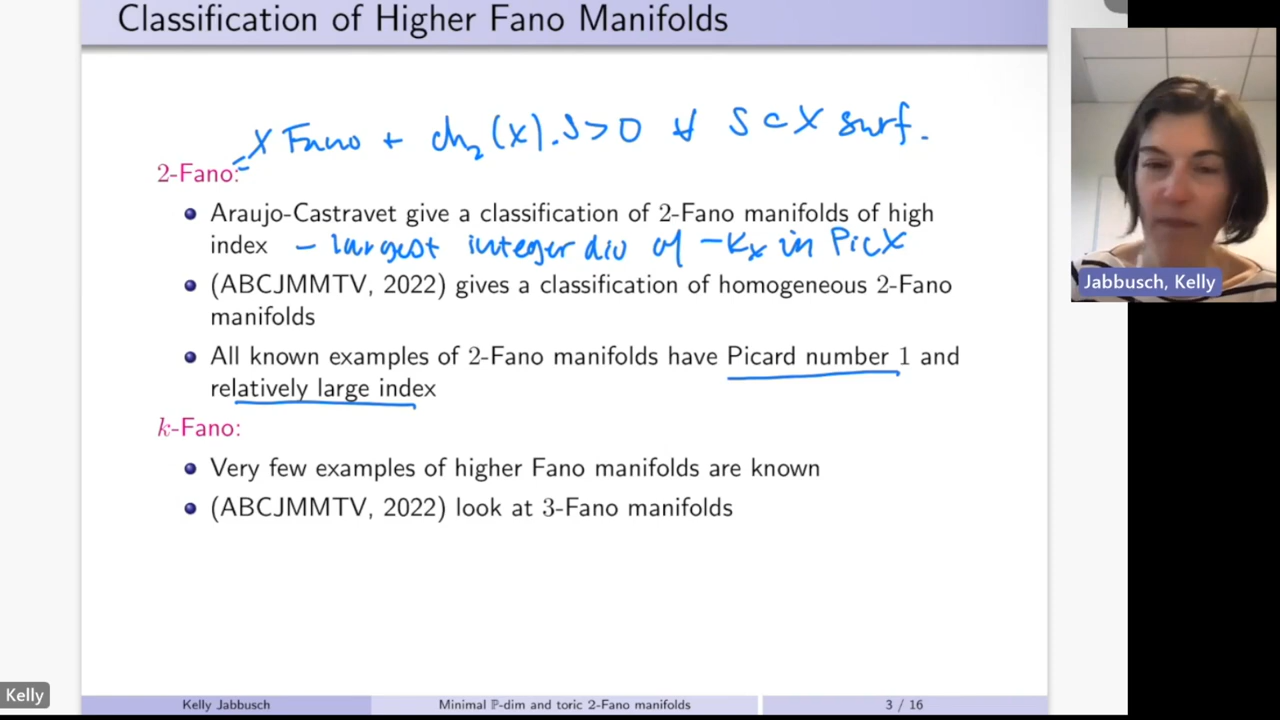 Classification of Higher Fano Manifolds
X Fano + ch₂(X).S>0 ∀ S⊂X surf.
2-Fano:
Araujo-Castravet give a classification of 2-Fano manifolds of high
index – largest integer div of -Kx in PicX
(ABCJMMTV, 2022) gives a classification of homogeneous 2-Fano
manifolds
All known examples of 2-Fano manifolds have Picard number 1 and
relatively large index
k-Fano:
Very few examples of higher Fano manifolds are known
(ABCJMMTV, 2022) look at 3-Fano manifolds
Jabbusch, Kelly
Kelly
Kelly Jabbusch Minimal ℙ-dim and toric 2-Fano manifolds 3 / 16